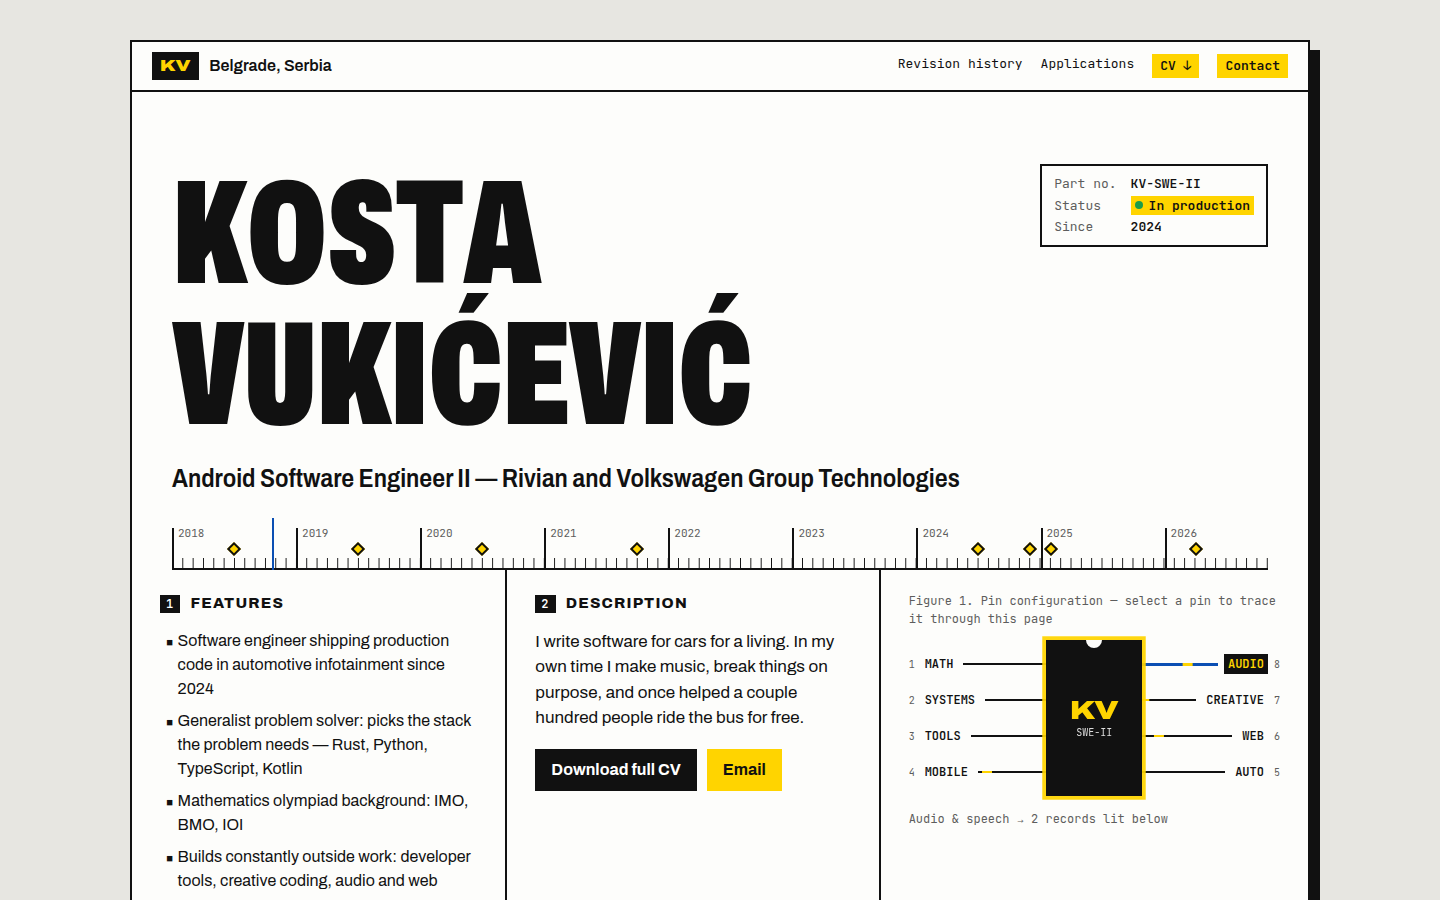 KV Belgrade, Serbia Revision history Applications CV ↓ Contact
KOSTA
VUKIĆEVIĆ
Part no. KV-SWE-II
Status In production
Since 2024
Android Software Engineer II — Rivian and Volkswagen Group Technologies
2018 2019 2020 2021 2022 2023 2024 2025 2026
1 FEATURES
Software engineer shipping production
code in automotive infotainment since
2024
Generalist problem solver: picks the stack
the problem needs — Rust, Python,
TypeScript, Kotlin
Mathematics olympiad background: IMO,
BMO, IOI
Builds constantly outside work: developer
tools, creative coding, audio and web
2 DESCRIPTION
I write software for cars for a living. In my
own time I make music, break things on
purpose, and once helped a couple
hundred people ride the bus for free.
Download full CV Email
Figure 1. Pin configuration — select a pin to trace
it through this page
1 MATH AUDIO 8
2 SYSTEMS CREATIVE 7
KV
SWE-II
3 TOOLS WEB 6
4 MOBILE AUTO 5
Audio & speech → 2 records lit below